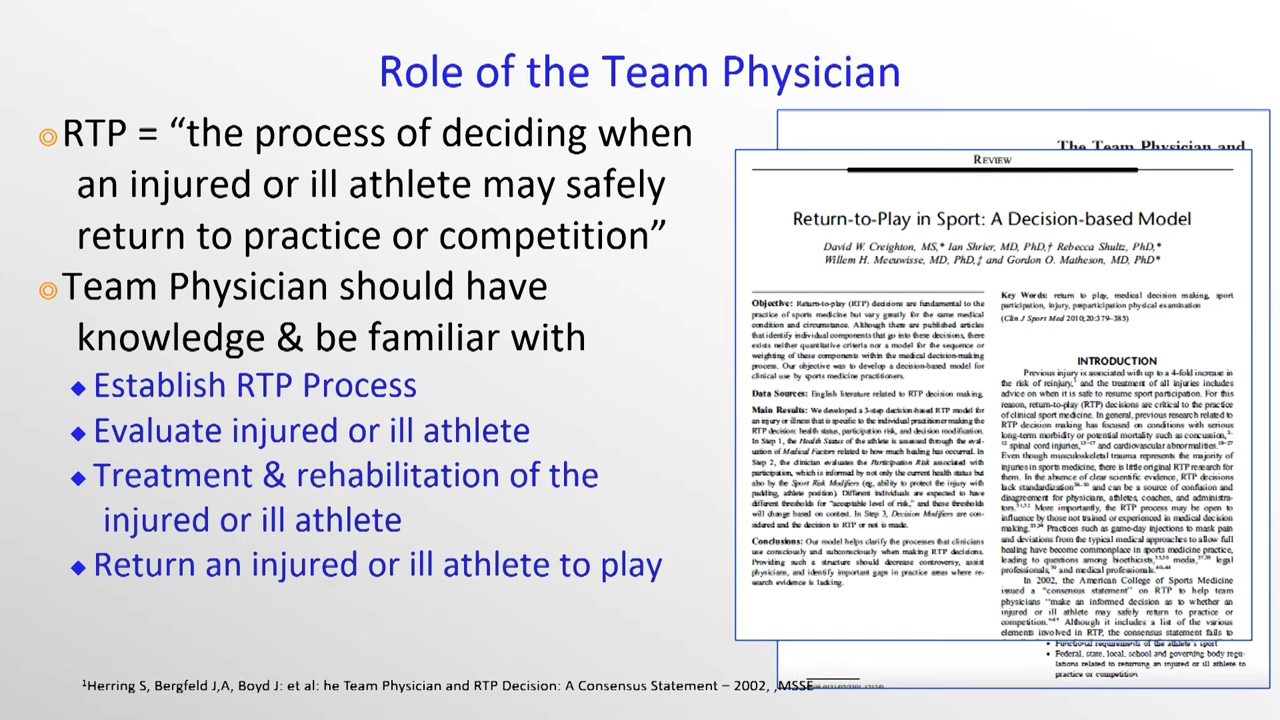 Role of the Team Physician
RTP = “the process of deciding when
an injured or ill athlete may safely
return to practice or competition”
Team Physician should have
knowledge & be familiar with
Establish RTP Process
Evaluate injured or ill athlete
Treatment & rehabilitation of the
injured or ill athlete
Return an injured or ill athlete to play
The Team Physician and
REVIEW
Return-to-Play in Sport: A Decision-based Model
David W. Creighton, MS,* Ian Shrier, MD, PhD,† Rebecca Shultz, PhD,*
Willem H. Meeuwisse, MD, PhD,‡ and Gordon O. Matheson, MD, PhD*
Objective: Return-to-play (RTP) decisions are fundamental to the
practice of sports medicine but vary greatly for the same medical
condition and circumstance. Although there are published articles
that identify individual components that go into these decisions, there
exists neither quantitative criteria nor a model for the sequence or
weighting of these components within the medical decision-making
process. Our objective was to develop a decision-based model for
clinical use by sports medicine practitioners.
Data Sources: English literature related to RTP decision making.
Main Results: We developed a 3-step decision-based RTP model for
an injury or illness that is specific to the individual practitioner making the
RTP decision: health status, participation risk, and decision modification.
In Step 1, the Health Status of the athlete is assessed through the eval-
uation of Medical Factors related to how much healing has occurred. In
Step 2, the clinician evaluates the Participation Risk associated with
participation, which is informed by not only the current health status but
also by the Sport Risk Modifiers (eg, ability to protect the injury with
padding, athlete position). Different individuals are expected to have
different thresholds for “acceptable level of risk,” and these thresholds
will change based on context. In Step 3, Decision Modifiers are con-
sidered and the decision to RTP or not is made.
Conclusions: Our model helps clarify the processes that clinicians
use consciously and subconsciously when making RTP decisions.
Providing such a structure should decrease controversy, assist
physicians, and identify important gaps in practice areas where re-
search evidence is lacking.
Key Words: return to play, medical decision making, sport
participation, injury, preparticipation physical examination
(Clin J Sport Med 2010;20:379–385)
INTRODUCTION
Previous injury is associated with up to a 4-fold increase in
the risk of reinjury, and the treatment of all injuries includes
advice on when it is safe to resume sport participation. For this
reason, return-to-play (RTP) decisions are critical to the practice
of clinical sport medicine. In general, previous research related to
RTP decision making has focused on conditions with serious
long-term morbidity or potential mortality such as concussion,
spinal cord injuries, and cardiovascular abnormalities.
Even though musculoskeletal trauma represents the majority of
injuries in sports medicine, there is little original RTP research for
them. In the absence of clear scientific evidence, RTP decisions
lack standardization and can be a source of confusion and
disagreement for physicians, athletes, coaches, and administra-
tors. More importantly, the RTP process may be open to
influence by those not trained or experienced in medical decision
making. Practices such as game-day injections to mask pain
and deviations from the typical medical approaches to allow full
healing have become commonplace in sports medicine practice,
leading to questions among bioethicists, media, legal
professionals, and medical professionals.
In 2002, the American College of Sports Medicine
issued a “consensus statement” on RTP to help team
physicians “make an informed decision as to whether an
injured or ill athlete may safely return to practice or
competition.” Although it includes a list of the various
elements involved in RTP, the consensus statement fails to
• Functional requirements of the athlete's sport
• Federal, state, local, school and governing body regu-
lations related to returning an injured or ill athlete to
practice or competition
¹Herring S, Bergfeld J,A, Boyd J: et al: he Team Physician and RTP Decision: A Consensus Statement – 2002, ,MSSE